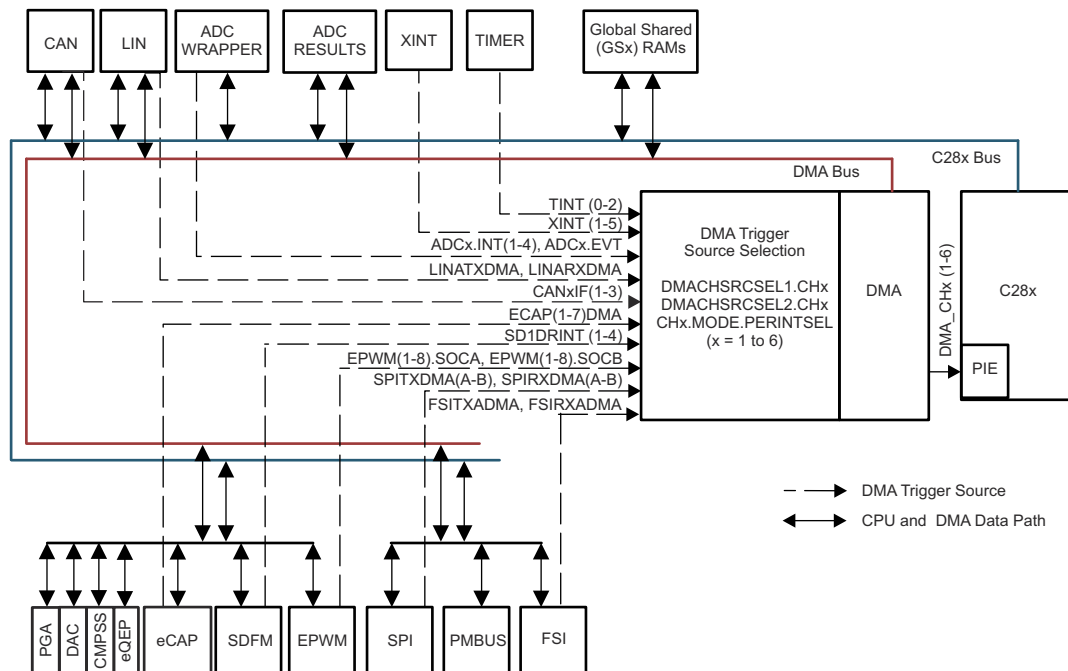 CAN
LIN
ADC
WRAPPER
ADC
RESULTS
XINT
TIMER
Global Shared
(GSx) RAMs
C28x Bus
DMA Bus
TINT (0-2)
XINT (1-5)
ADCx.INT(1-4), ADCx.EVT
LINATXDMA, LINARXDMA
CANxIF(1-3)
ECAP(1-7)DMA
SD1DRINT (1-4)
EPWM(1-8).SOCA, EPWM(1-8).SOCB
SPITXDMA(A-B), SPIRXDMA(A-B)
FSITXADMA, FSIRXADMA
DMA Trigger
Source Selection
DMACHSRCSEL1.CHx
DMACHSRCSEL2.CHx
CHx.MODE.PERINTSEL
(x = 1 to 6)
DMA
DMA_CHx (1-6)
C28x
PIE
DMA Trigger Source
CPU and DMA Data Path
PGA
DAC
CMPSS
eQEP
eCAP
SDFM
EPWM
SPI
PMBUS
FSI